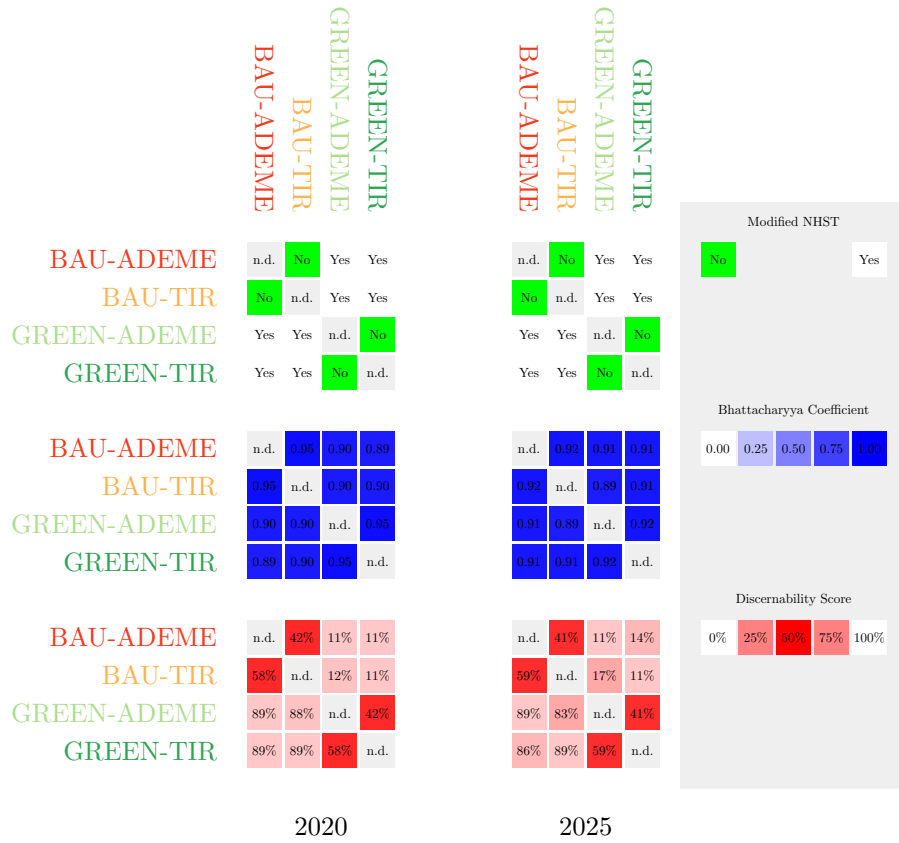 BAU-ADEME BAU-TIR GREEN-ADEME GREEN-TIR BAU-ADEME BAU-TIR GREEN-ADEME GREEN-TIR
Modified NHST
BAU-ADEME n.d. No Yes Yes n.d. No Yes Yes No Yes
BAU-TIR No n.d. Yes Yes No n.d. Yes Yes
GREEN-ADEME Yes Yes n.d. No Yes Yes n.d. No
GREEN-TIR Yes Yes No n.d. Yes Yes No n.d.
Bhattacharyya Coefficient
BAU-ADEME n.d. 0.95 0.90 0.89 n.d. 0.92 0.91 0.91 0.00 0.25 0.50 0.75 1.00
BAU-TIR 0.95 n.d. 0.90 0.90 0.92 n.d. 0.89 0.91
GREEN-ADEME 0.90 0.90 n.d. 0.95 0.91 0.89 n.d. 0.92
GREEN-TIR 0.89 0.90 0.95 n.d. 0.91 0.91 0.92 n.d.
Discernability Score
BAU-ADEME n.d. 42% 11% 11% n.d. 41% 11% 14% 0% 25% 50% 75% 100%
BAU-TIR 58% n.d. 12% 11% 59% n.d. 17% 11%
GREEN-ADEME 89% 88% n.d. 42% 89% 83% n.d. 41%
GREEN-TIR 89% 89% 58% n.d. 86% 89% 59% n.d.
2020 2025